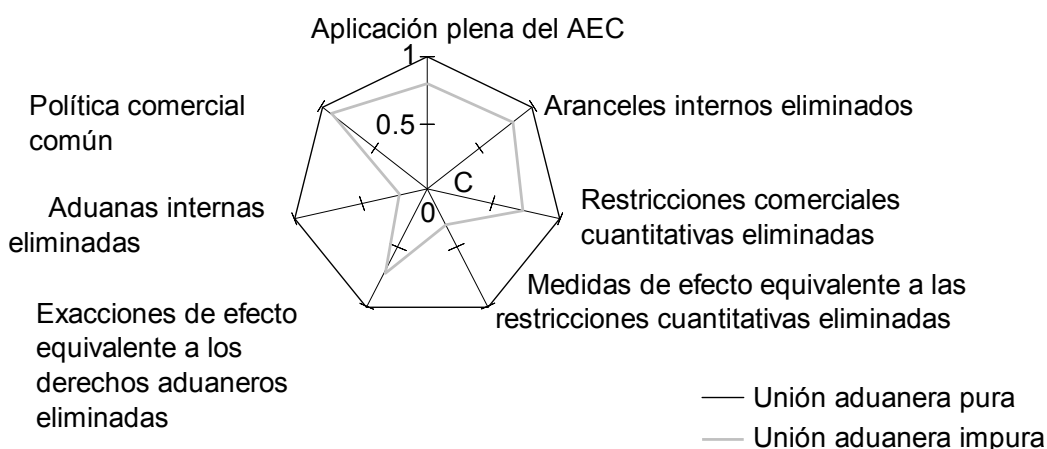 Aplicación plena del AEC
1
Política comercial
común
0.5
Aranceles internos eliminados
C
Aduanas internas
eliminadas
0
Restricciones comerciales
cuantitativas eliminadas
Medidas de efecto equivalente a las
restricciones cuantitativas eliminadas
Exacciones de efecto
equivalente a los
derechos aduaneros
eliminadas
Unión aduanera pura
Unión aduanera impura